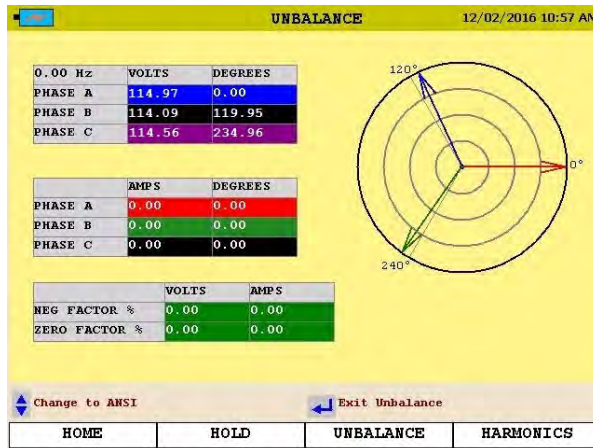 UNBALANCE 12/02/2016 10:57 AM
0.00 Hz VOLTS DEGREES
PHASE A 114.97 0.00
PHASE B 114.09 119.95
PHASE C 114.56 234.96
120°
0°
240°
AMPS DEGREES
PHASE A 0.00 0.00
PHASE B 0.00 0.00
PHASE C 0.00 0.00
VOLTS AMPS
NEG FACTOR % 0.00 0.00
ZERO FACTOR % 0.00 0.00
Change to ANSI Exit Unbalance
HOME HOLD UNBALANCE HARMONICS